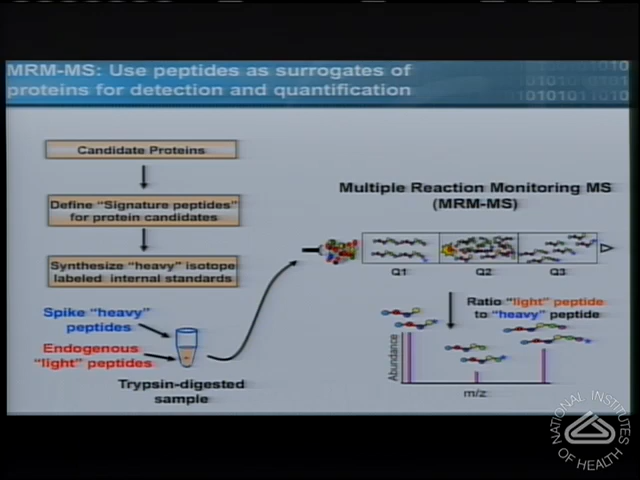 MRM-MS: Use peptides as surrogates of
proteins for detection and quantification
Candidate Proteins
Define "Signature peptides"
for protein candidates
Synthesize "heavy" isotope
labeled internal standards
Spike "heavy"
peptides
Endogenous
"light" peptides
Trypsin-digested
sample
Multiple Reaction Monitoring MS
(MRM-MS)
Q1
Q2
Q3
Ratio "light" peptide
to "heavy" peptide
Abundance
m/z
NATIONAL INSTITUTES
OF HEALTH